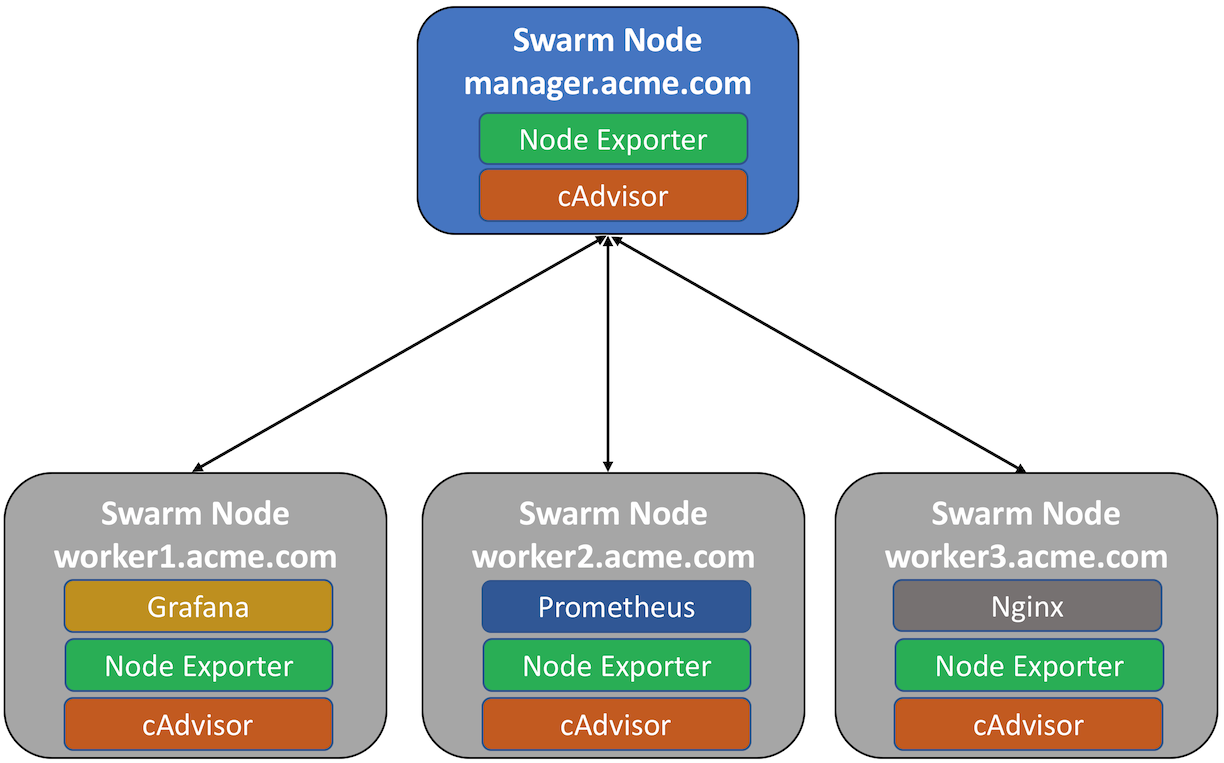 Swarm Node
manager.acme.com
Node Exporter
cAdvisor
Swarm Node
worker1.acme.com
Grafana
Node Exporter
cAdvisor
Swarm Node
worker2.acme.com
Prometheus
Node Exporter
cAdvisor
Swarm Node
worker3.acme.com
Nginx
Node Exporter
cAdvisor